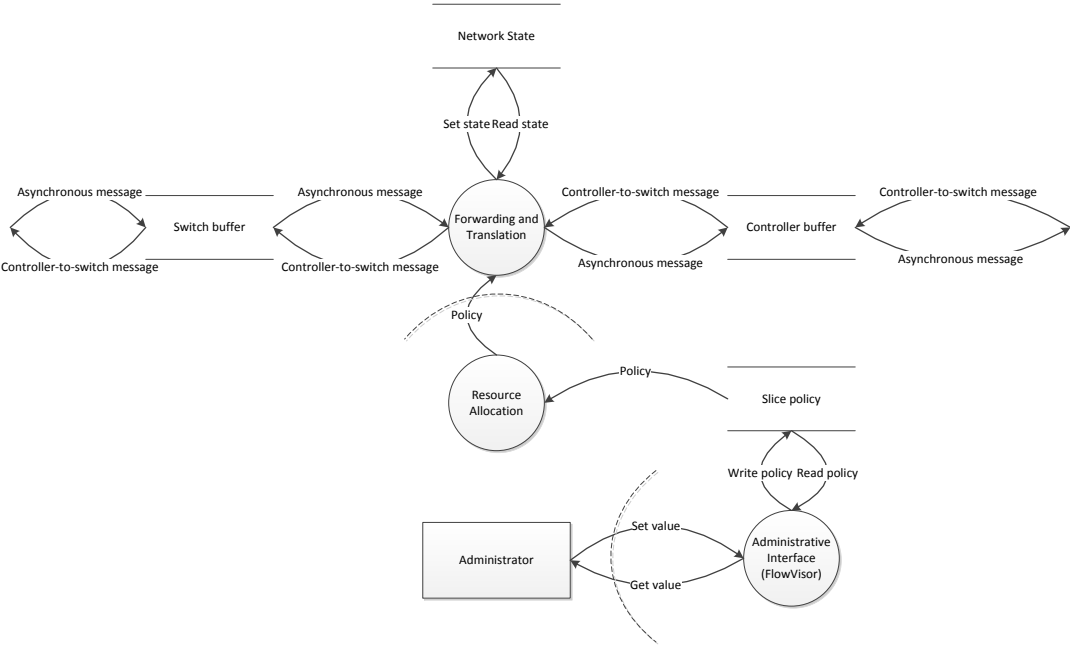 Network State
Set state
Read state
Asynchronous message
Asynchronous message
Controller-to-switch message
Controller-to-switch message
Switch buffer
Forwarding and
Translation
Controller buffer
Controller-to-switch message
Controller-to-switch message
Asynchronous message
Asynchronous message
Policy
Policy
Resource
Allocation
Slice policy
Write policy
Read policy
Set value
Administrator
Administrative
Interface
(FlowVisor)
Get value